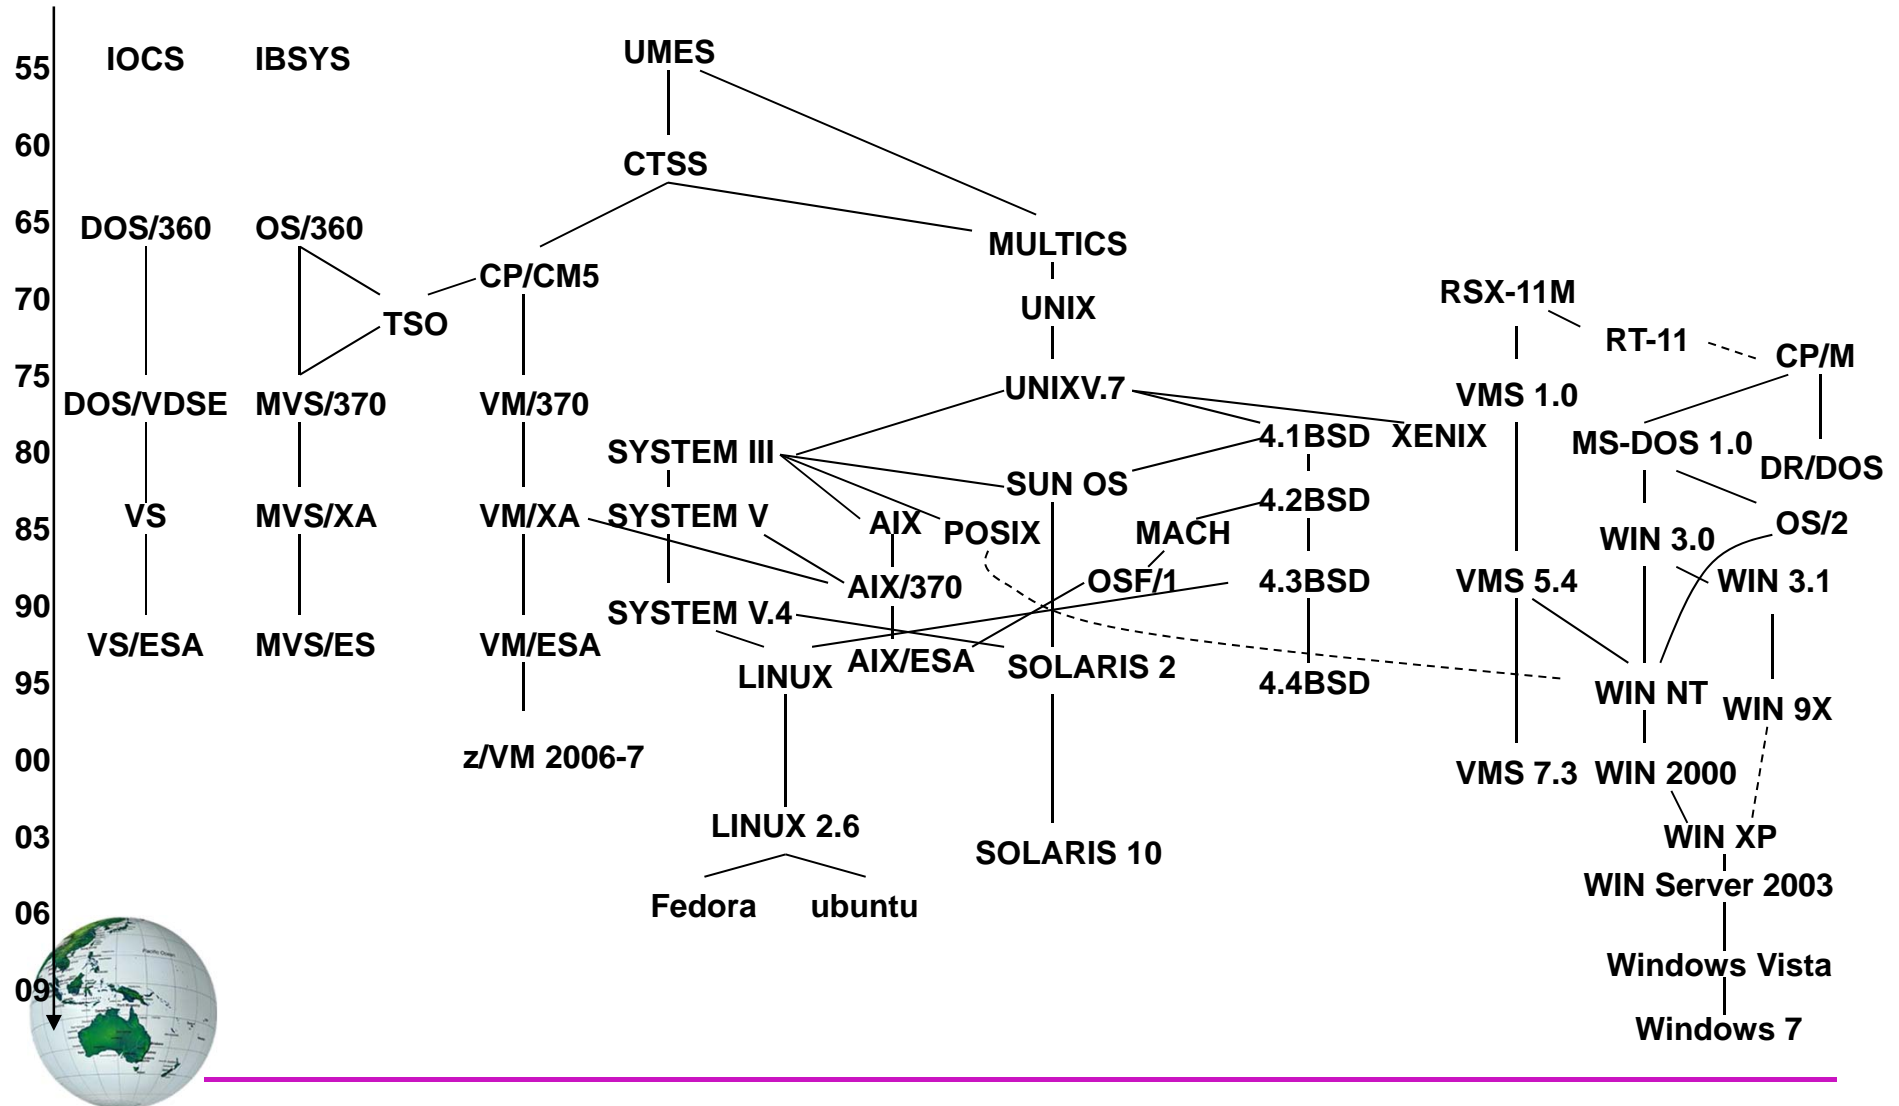 55
IOCS
IBSYS
UMES
60
CTSS
65
DOS/360
OS/360
MULTICS
CP/CM5
70
RSX-11M
UNIX
TSO
RT-11
CP/M
75
UNIXV.7
VMS 1.0
DOS/VDSE
MVS/370
VM/370
4.1BSD
XENIX
MS-DOS 1.0
80
SYSTEM III
DR/DOS
SUN OS
4.2BSD
VS
MVS/XA
VM/XA
SYSTEM V
AIX
OS/2
85
POSIX
MACH
WIN 3.0
AIX/370
OSF/1
4.3BSD
VMS 5.4
WIN 3.1
90
SYSTEM V.4
VS/ESA
MVS/ES
VM/ESA
AIX/ESA
SOLARIS 2
LINUX
95
4.4BSD
WIN NT
WIN 9X
00
z/VM 2006-7
VMS 7.3
WIN 2000
03
LINUX 2.6
WIN XP
SOLARIS 10
WIN Server 2003
06
Fedora
ubuntu
Pacific Ocean
Windows Vista
09
Windows 7